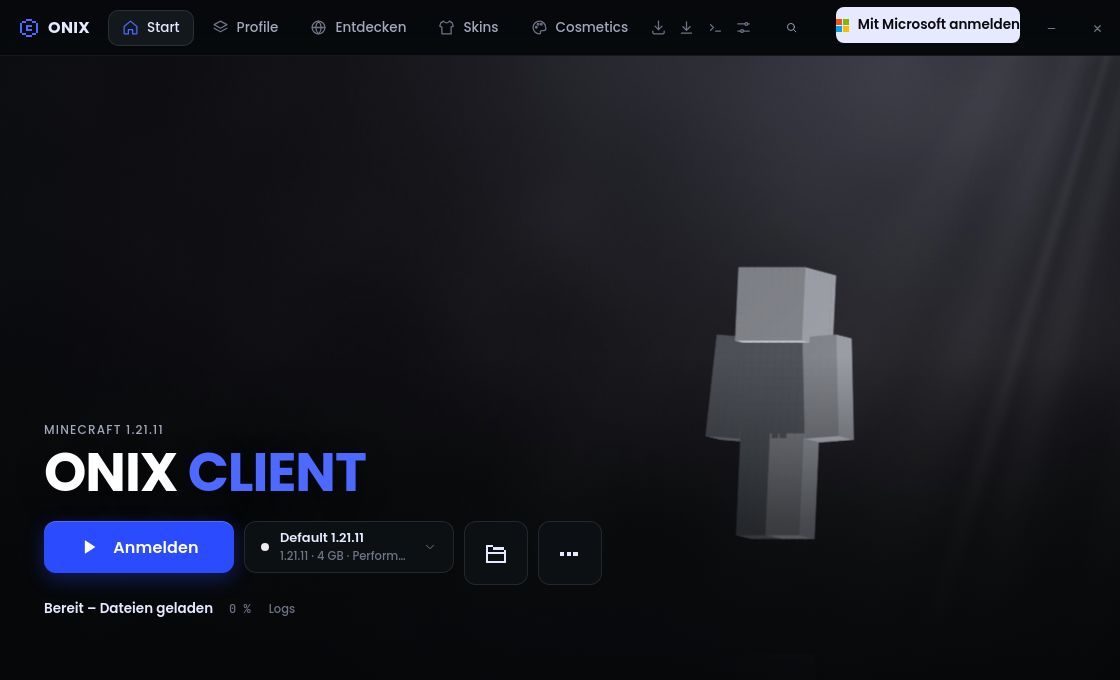 ONIX
Start
Profile
Entdecken
Skins
Cosmetics
Mit Microsoft anmelden
MINECRAFT 1.21.11
ONIX CLIENT
Anmelden
Default 1.21.11
1.21.11 · 4 GB · Perform...
Bereit – Dateien geladen 0 % Logs